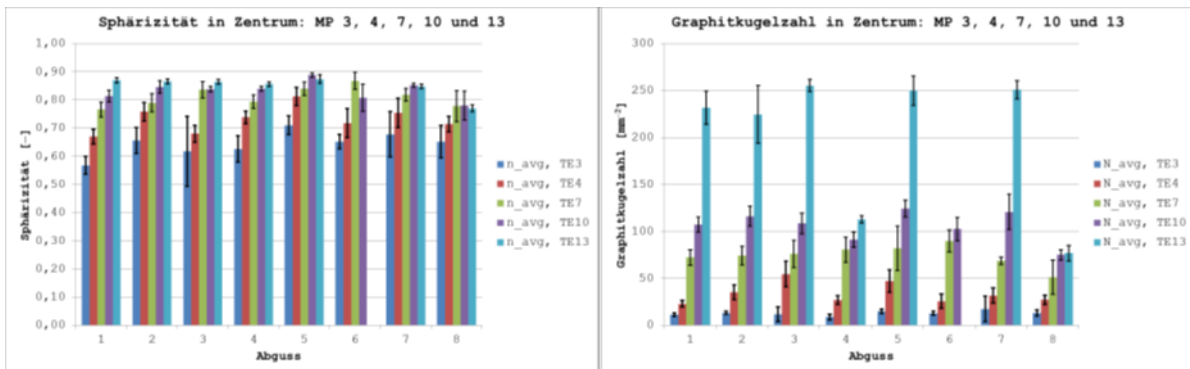 Sphärizität in Zentrum: MP 3, 4, 7, 10 und 13
1,00
0,90
0,80
0,70
0,60
0,50
0,40
0,30
0,20
0,10
0,00
Sphärizität [-]
1 2 3 4 5 6 7 8
Abguss
n_avg, TE3
n_avg, TE4
n_avg, TE7
n_avg, TE10
n_avg, TE13
Graphitkugelzahl in Zentrum: MP 3, 4, 7, 10 und 13
300
250
200
150
100
50
0
Graphitkugelzahl [mm⁻²]
1 2 3 4 5 6 7 8
Abguss
N_avg, TE3
N_avg, TE4
N_avg, TE7
N_avg, TE10
N_avg, TE13